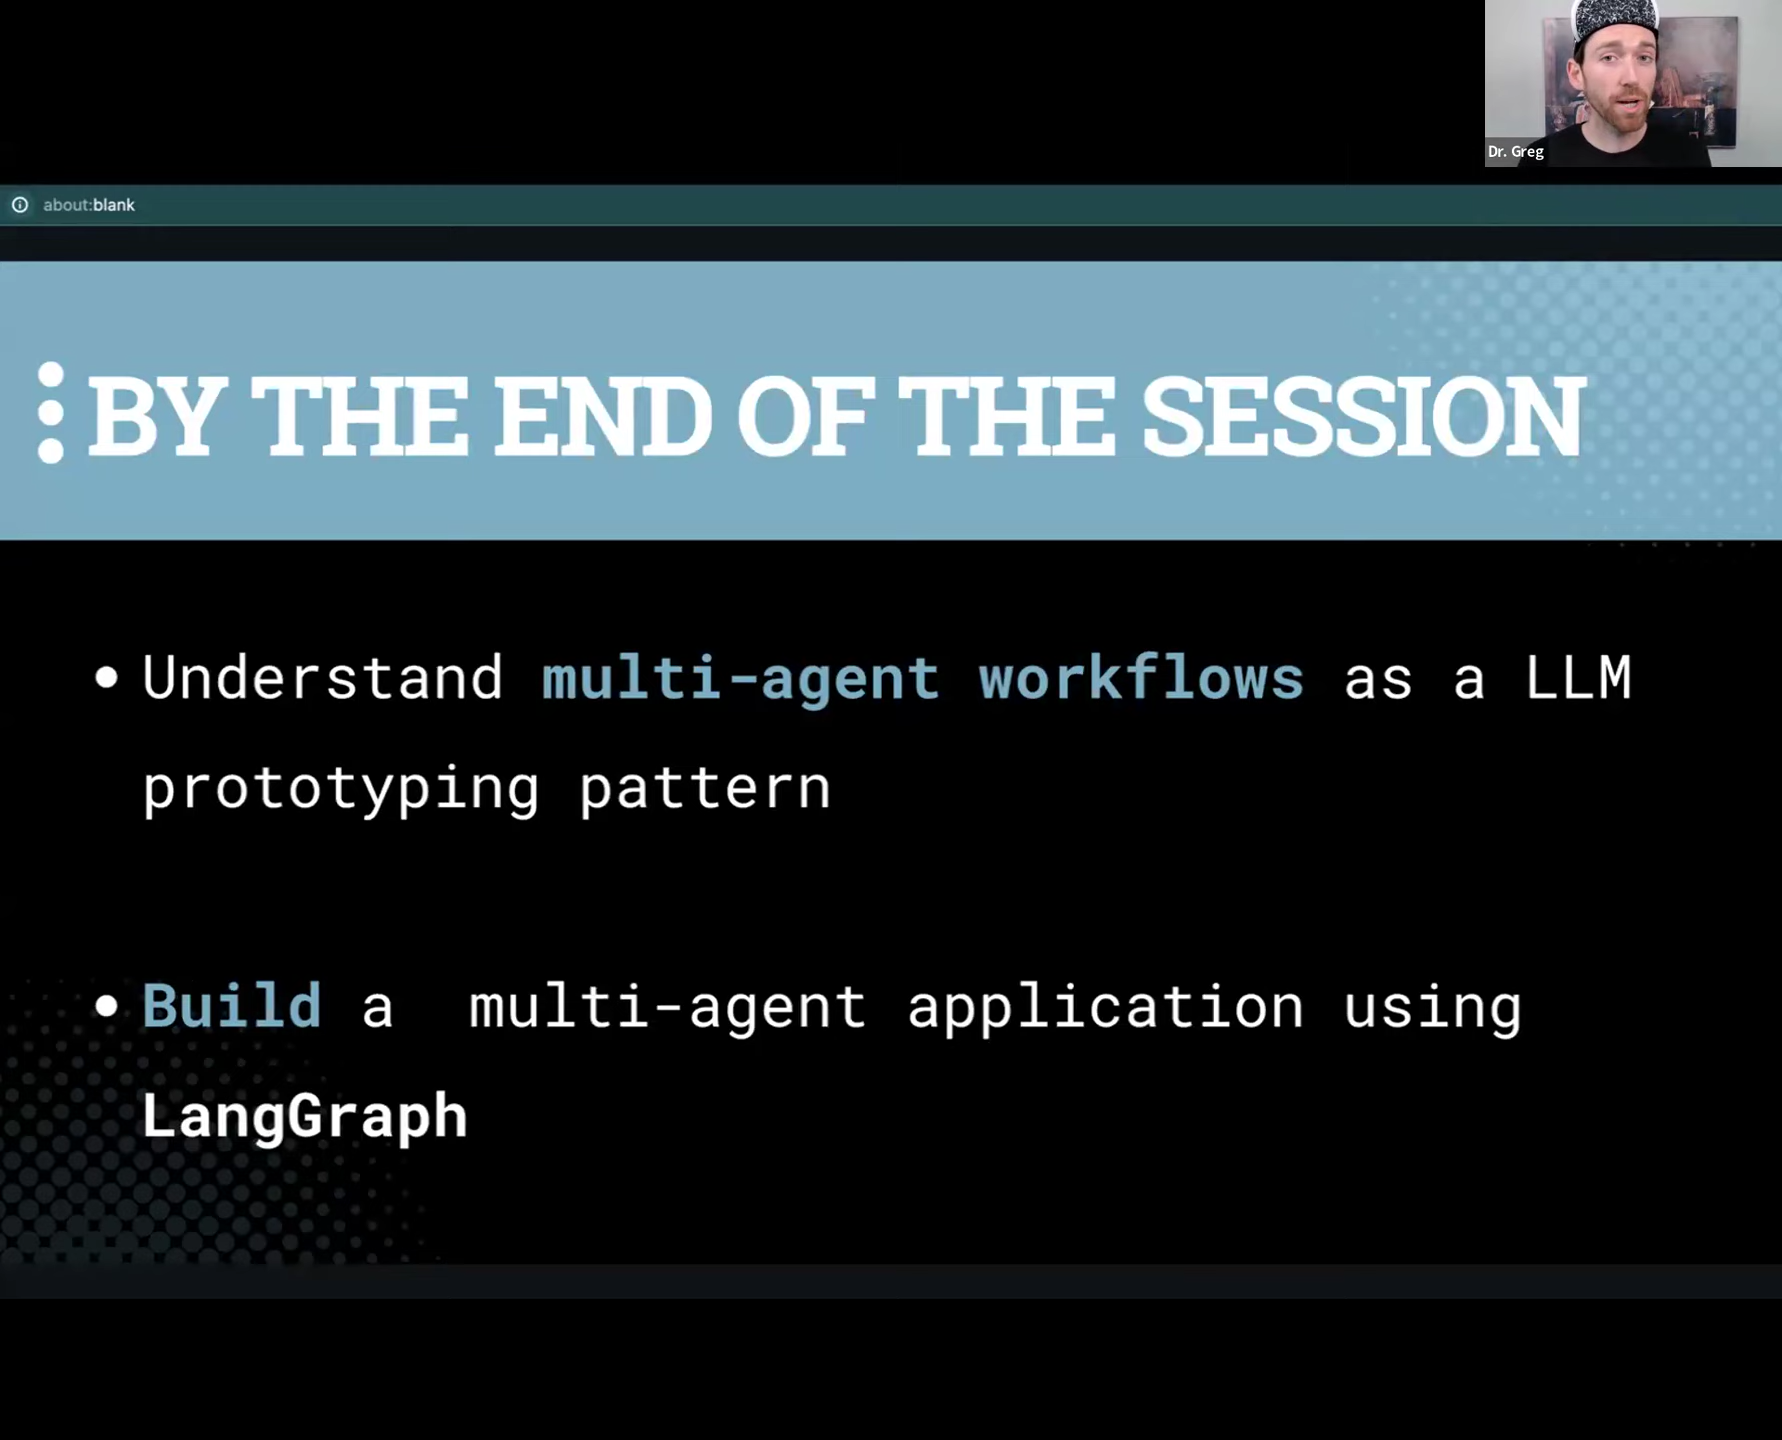 Dr. Greg
about:blank
BY THE END OF THE SESSION
• Understand multi-agent workflows as a LLM
prototyping pattern
• Build a  multi-agent application using
LangGraph